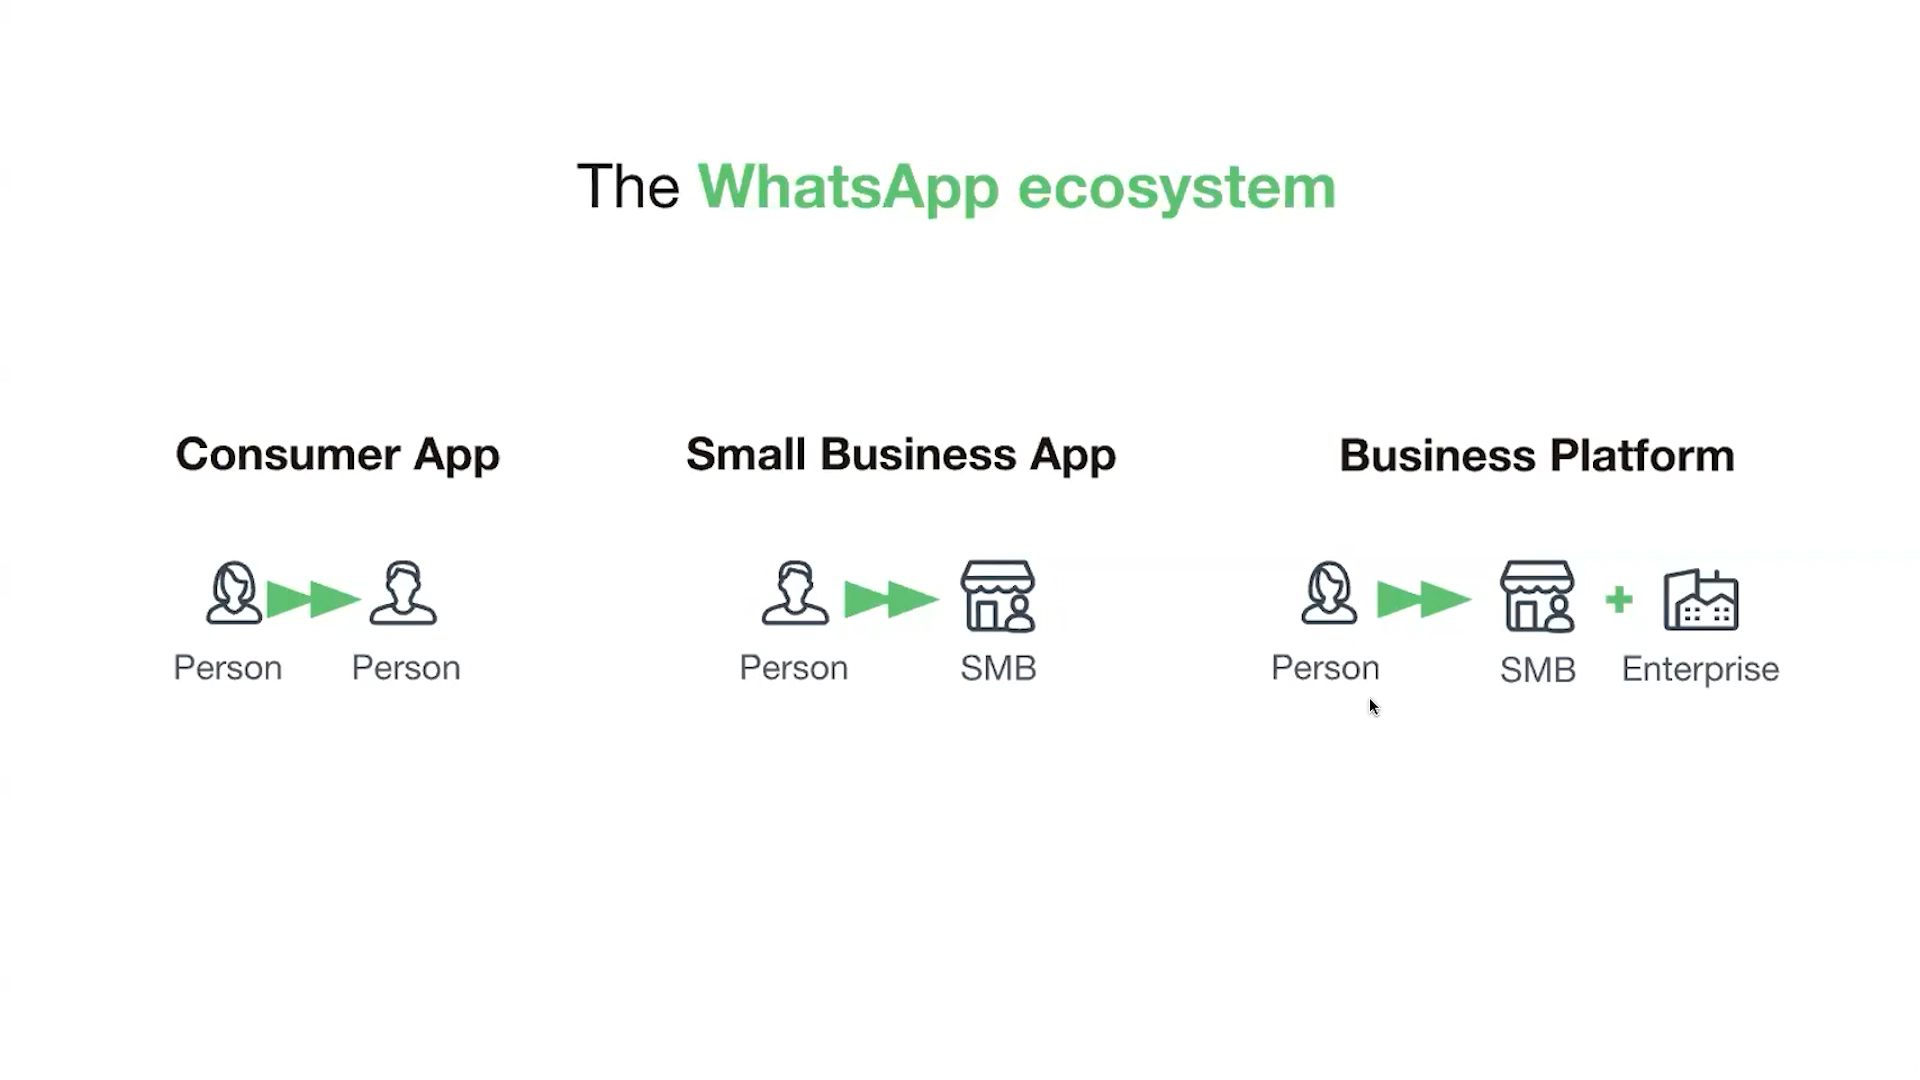 The WhatsApp ecosystem
Consumer App
Person Person
Small Business App
Person SMB
Business Platform
Person SMB + Enterprise